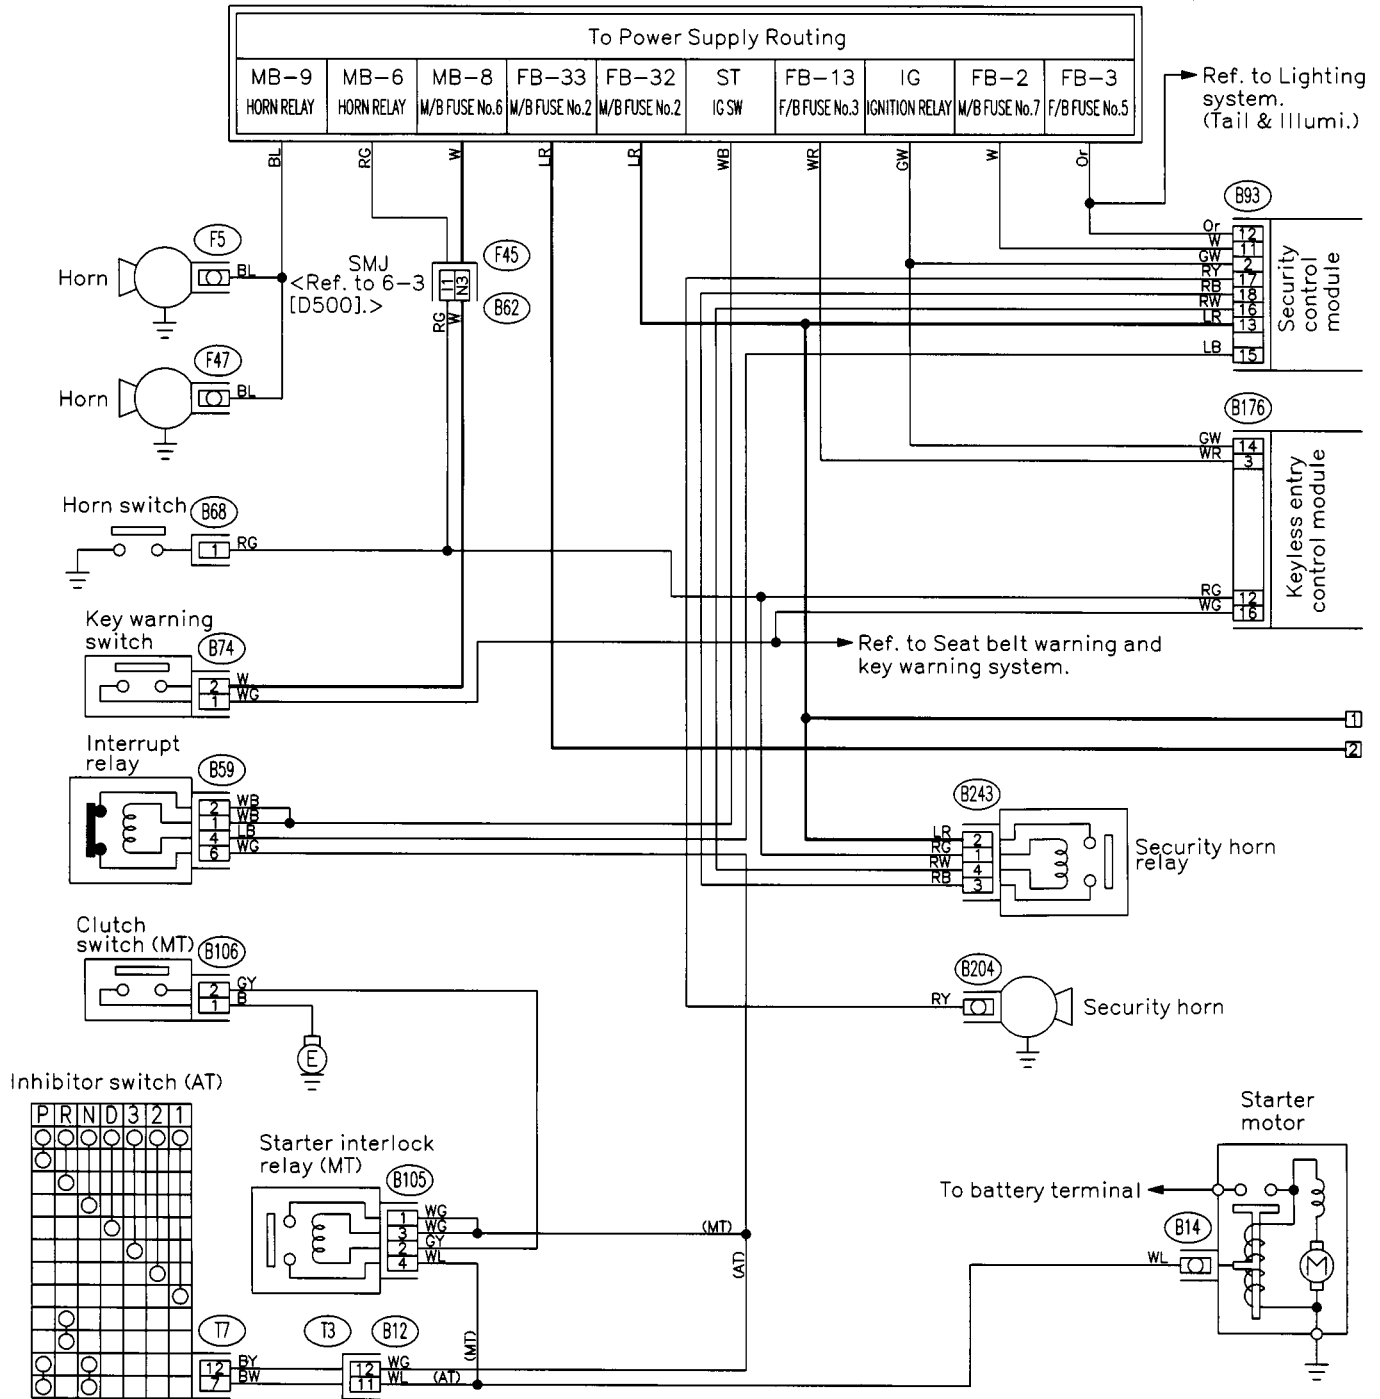 To Power Supply Routing
MB-9 MB-6 MB-8 FB-33 FB-32 ST FB-13 IG FB-2 FB-3
HORN RELAY HORN RELAY M/B FUSE No.6 M/B FUSE No.2 M/B FUSE No.2 IG SW F/B FUSE No.3 IGNITION RELAY M/B FUSE No.7 F/B FUSE No.5
Ref. to Lighting
system.
(Tail & Illumi.)
BL RG W LR LR WB WR GW W Or
B93
Or 12
W 11
GW 2
RY 17
RB 18
RW 16
LR 13
LB 15
Security
control
module
F5
Horn
BL
SMJ
<Ref. to 6-3
[D500].>
F45
I1 N3
B62
RG W
F47
Horn
BL
B176
GW 14
WR 3
RG 12
WG 16
Keyless entry
control module
Horn switch
B68
1 RG
Key warning
switch
B74
2 W
1 WG
Ref. to Seat belt warning and
key warning system.
1
2
Interrupt
relay
B59
2 WB
1 WB
4 LB
6 WG
B243
LR 2
RG 1
RW 4
RB 3
Security horn
relay
Clutch
switch (MT)
B106
2 GY
1 B
E
B204
RY
Security horn
Inhibitor switch (AT)
P R N D 3 2 1
Starter interlock
relay (MT)
B105
1 WG
3 WG
2 GY
4 WL
(MT)
(AT)
Starter
motor
To battery terminal
B14
WL
M
T7
12 BY
7 BW
T3
B12
12 WG
11 WL
(AT)
(MT)